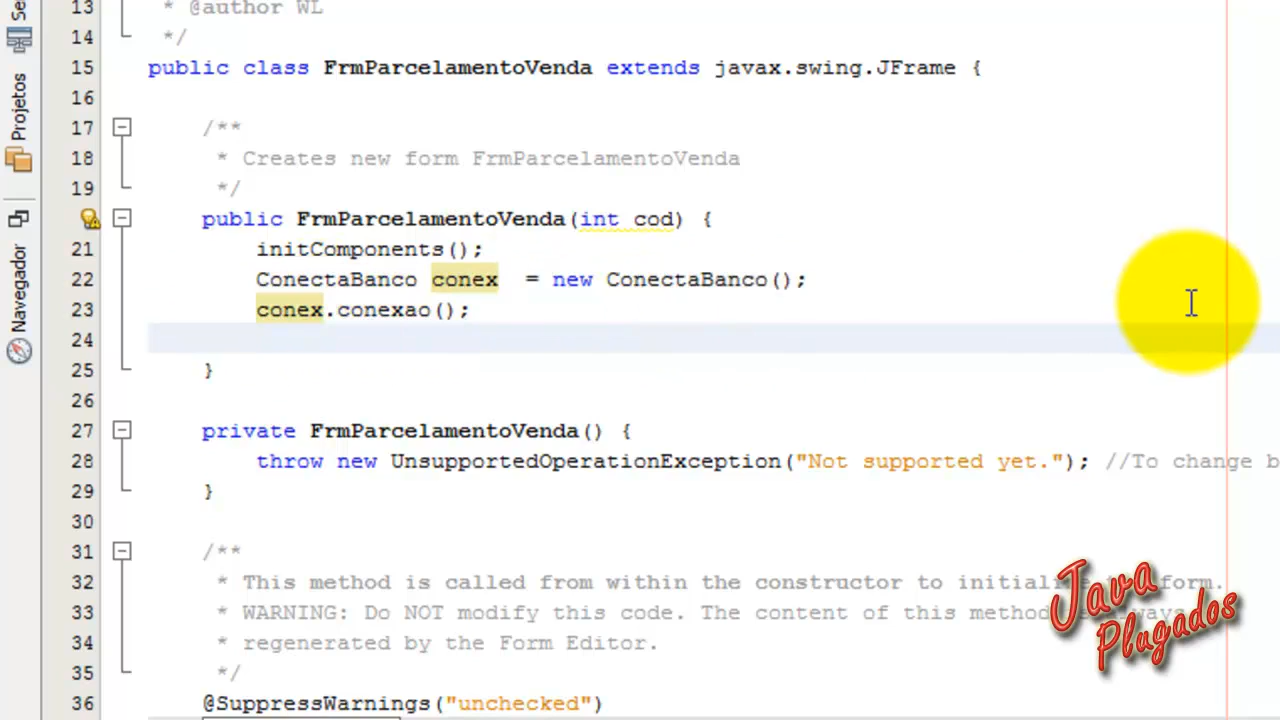 13 * @author WL
14 */
15 public class FrmParcelamentoVenda extends javax.swing.JFrame {
16
17 /**
18 * Creates new form FrmParcelamentoVenda
19 */
public FrmParcelamentoVenda(int cod) {
21 initComponents();
22 ConectaBanco conex = new ConectaBanco();
23 conex.conexao();
24
25 }
26
27 private FrmParcelamentoVenda() {
28 throw new UnsupportedOperationException("Not supported yet."); //To change b
29 }
30
31 /**
32 * This method is called from within the constructor to initialize form.
33 * WARNING: Do NOT modify this code. The content of this method ways
34 * regenerated by the Form Editor.
35 */
36 @SuppressWarnings("unchecked")
Se
Projetos
Navegador
Java
Plugados